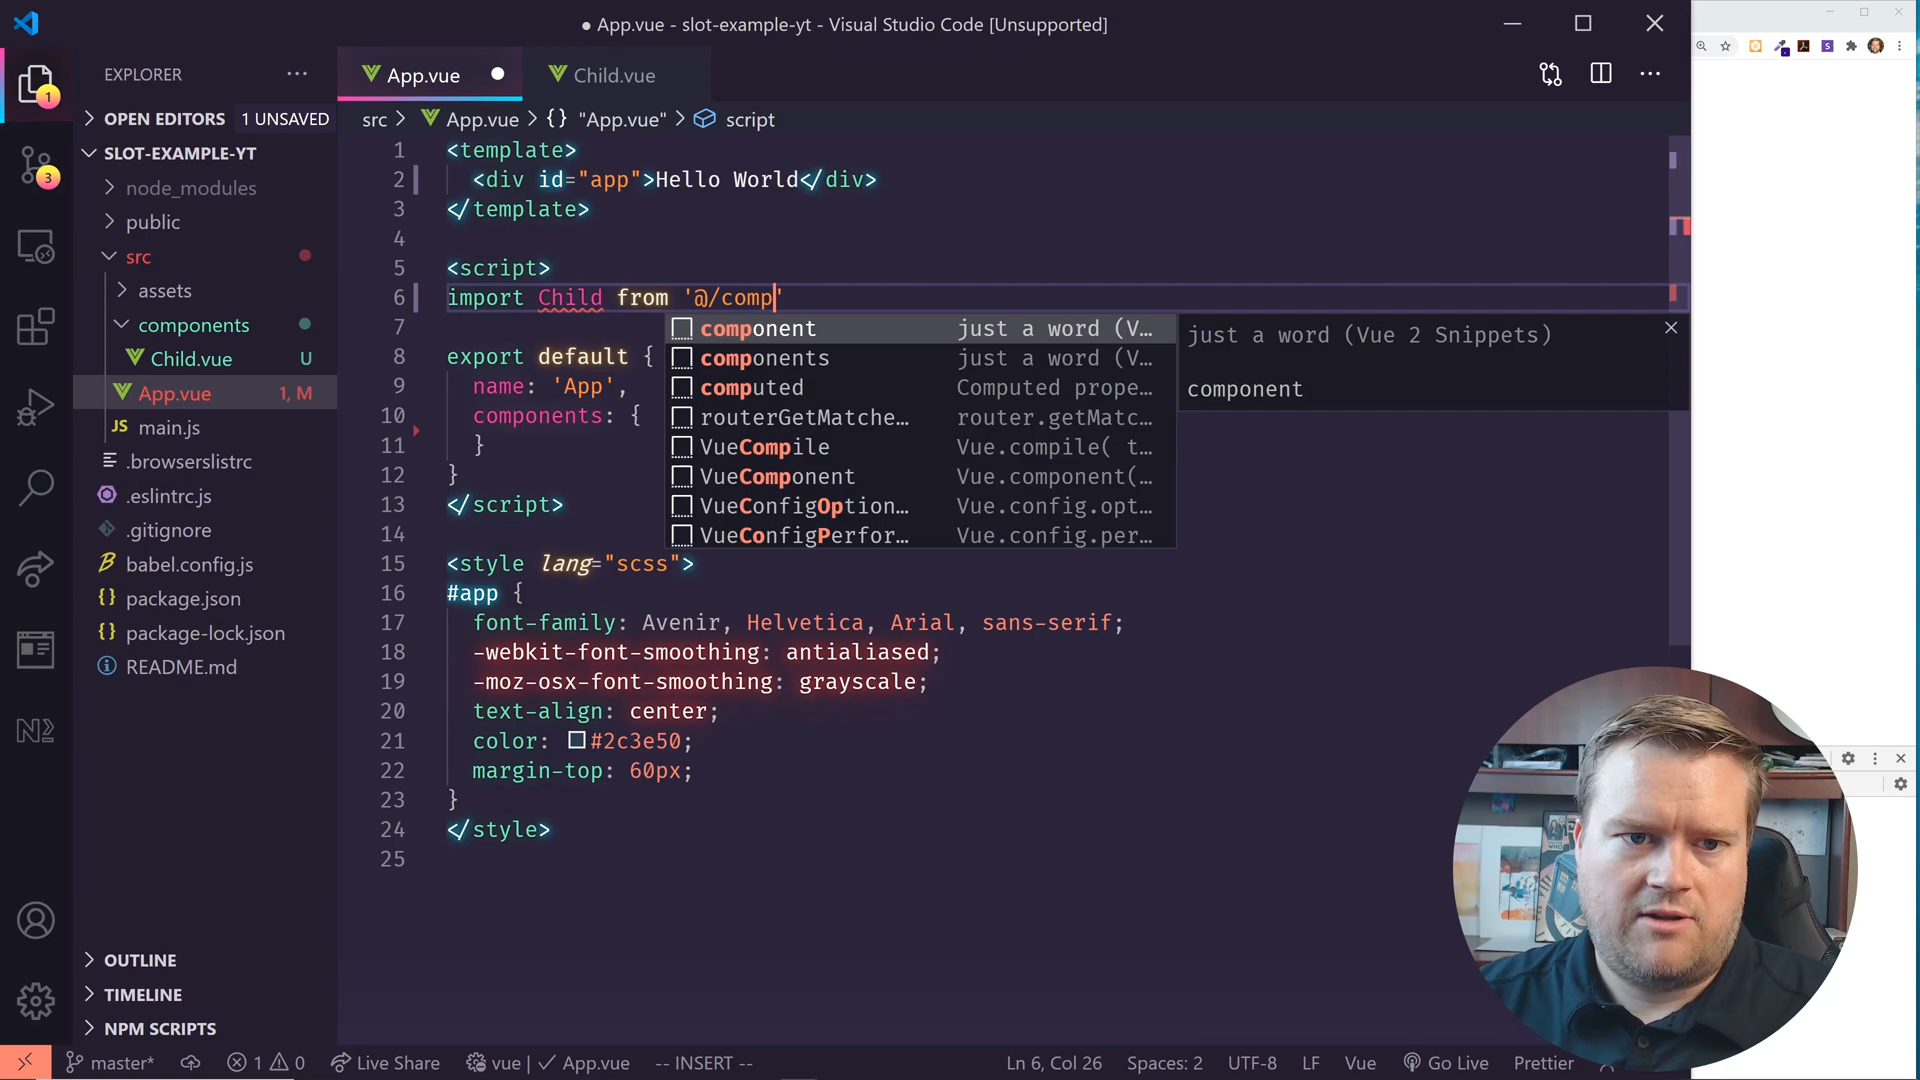 ● App.vue - slot-example-yt - Visual Studio Code [Unsupported]
EXPLORER
1
3
OPEN EDITORS 1 UNSAVED
SLOT-EXAMPLE-YT
node_modules
public
src
assets
components
Child.vue U
App.vue 1, M
JS main.js
.browserslistrc
.eslintrc.js
.gitignore
babel.config.js
{} package.json
{} package-lock.json
README.md
OUTLINE
TIMELINE
NPM SCRIPTS
App.vue
Child.vue
src > App.vue > {} "App.vue" > script
1 <template>
2 <div id="app">Hello World</div>
3 </template>
4
5 <script>
6 import Child from '@/comp'
7
8 export default {
9 name: 'App',
10 components: {
11 }
12 }
13 </script>
14
15 <style lang="scss">
16 #app {
17 font-family: Avenir, Helvetica, Arial, sans-serif;
18 -webkit-font-smoothing: antialiased;
19 -moz-osx-font-smoothing: grayscale;
20 text-align: center;
21 color: #2c3e50;
22 margin-top: 60px;
23 }
24 </style>
25
component just a word (V…
components just a word (V…
computed Computed prope…
routerGetMatche… router.getMatc…
VueCompile Vue.compile( t…
VueComponent Vue.component(…
VueConfigOption… Vue.config.opt…
VueConfigPerfor… Vue.config.per…
just a word (Vue 2 Snippets)
component
master* 1 0 Live Share vue | ✓ App.vue -- INSERT -- Ln 6, Col 26 Spaces: 2 UTF-8 LF Vue Go Live Prettier